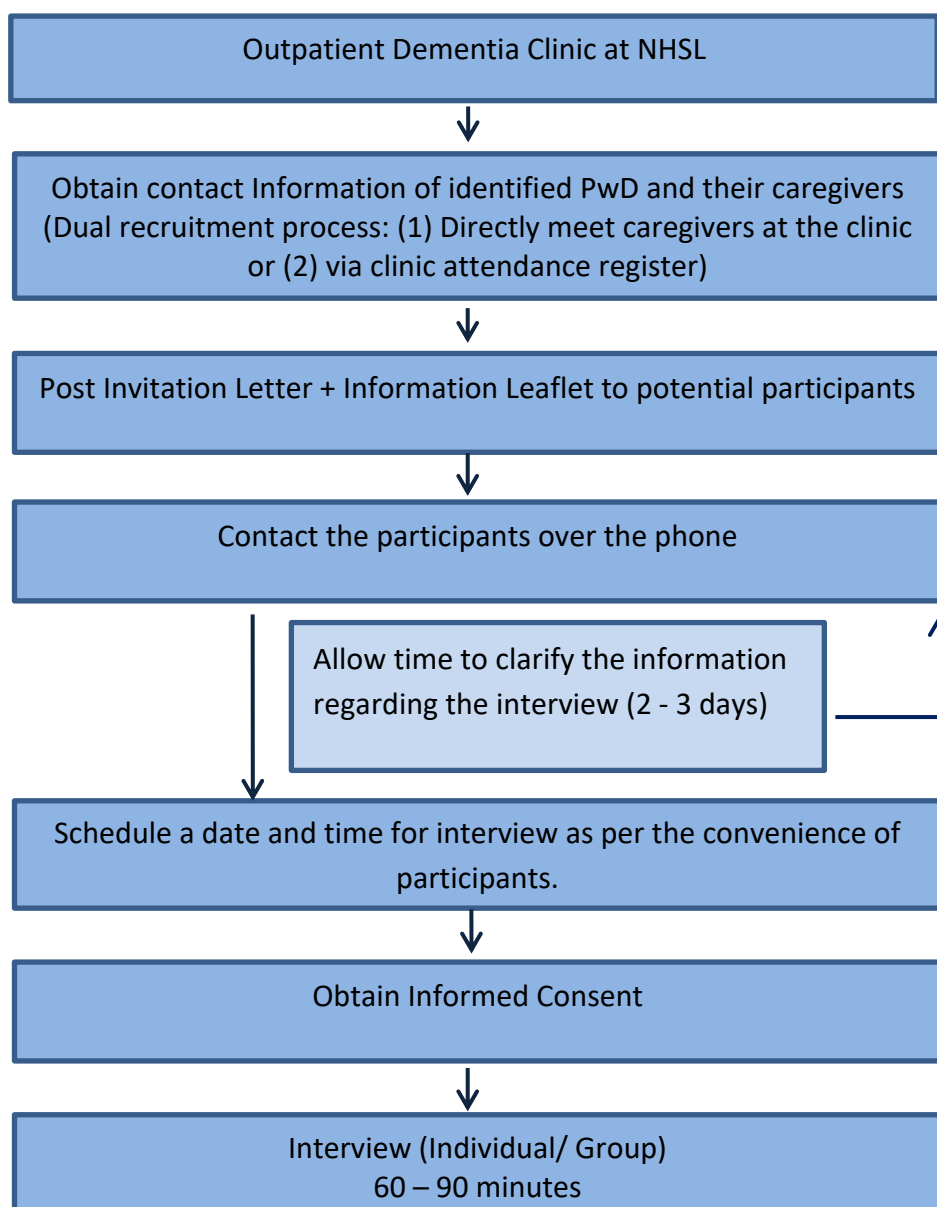 Outpatient Dementia Clinic at NHSL
Obtain contact Information of identified PwD and their caregivers
(Dual recruitment process: (1) Directly meet caregivers at the clinic
or (2) via clinic attendance register)
Post Invitation Letter + Information Leaflet to potential participants
Contact the participants over the phone
Allow time to clarify the information
regarding the interview (2 - 3 days)
Schedule a date and time for interview as per the convenience of
participants.
Obtain Informed Consent
Interview (Individual/ Group)
60 – 90 minutes